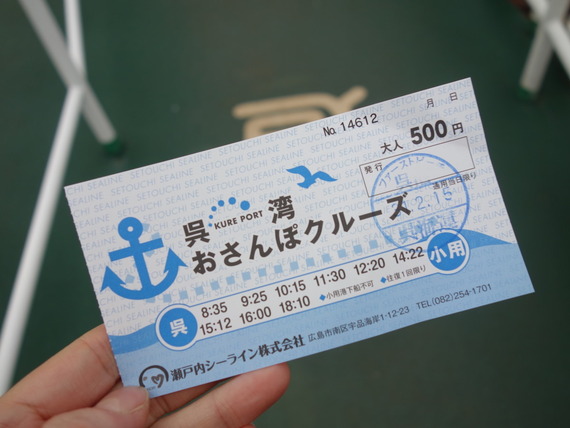 No. 14612
月 日
大人 500円
発行
通用当日限り
2.15
呉 KURE PORT 湾
おさんぽクルーズ
呉
8:35 9:25 10:15 11:30 12:20 14:22
15:12 16:00 18:10 ◆小用港下船不可 ◆往復1回限り
小用
瀬戸内シーライン株式会社 広島市南区宇品海岸1-12-23 TEL(082)254-1701
SETOUCHI SEALINE